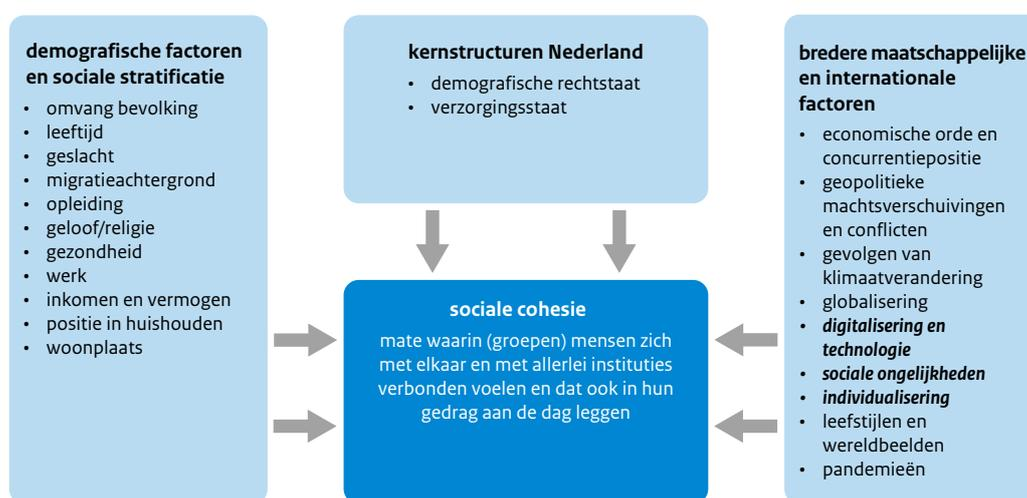 demografische factoren
en sociale stratificatie
• omvang bevolking
• leeftijd
• geslacht
• migratieachtergrond
• opleiding
• geloof/religie
• gezondheid
• werk
• inkomen en vermogen
• positie in huishouden
• woonplaats
kernstructuren Nederland
• demografische rechtstaat
• verzorgingsstaat
sociale cohesie
mate waarin (groepen) mensen zich
met elkaar en met allerlei instituties
verbonden voelen en dat ook in hun
gedrag aan de dag leggen
bredere maatschappelijke
en internationale
factoren
• economische orde en
concurrentiepositie
• geopolitieke
machtsverschuivingen
en conflicten
• gevolgen van
klimaatverandering
• globalisering
• digitalisering en
technologie
• sociale ongelijkheden
• individualisering
• leefstijlen en
wereldbeelden
• pandemieën